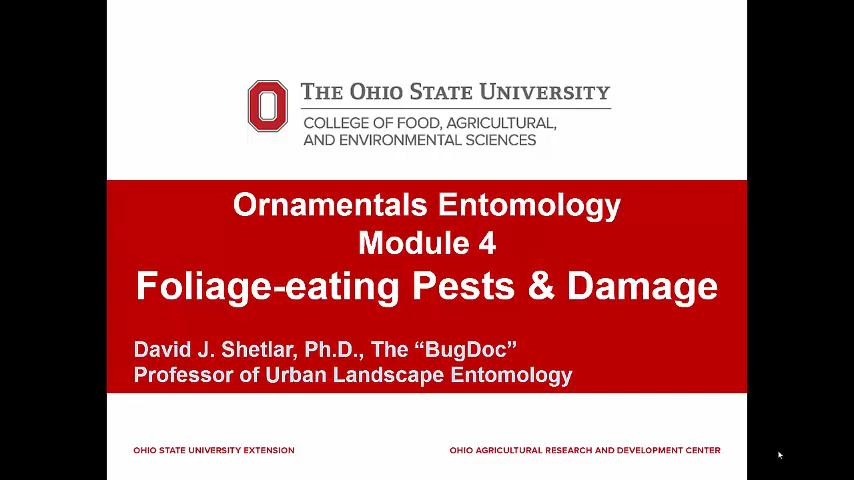 THE OHIO STATE UNIVERSITY
COLLEGE OF FOOD, AGRICULTURAL,
AND ENVIRONMENTAL SCIENCES
Ornamentals Entomology
Module 4
Foliage-eating Pests & Damage
David J. Shetlar, Ph.D., The “BugDoc”
Professor of Urban Landscape Entomology
OHIO STATE UNIVERSITY EXTENSION
OHIO AGRICULTURAL RESEARCH AND DEVELOPMENT CENTER